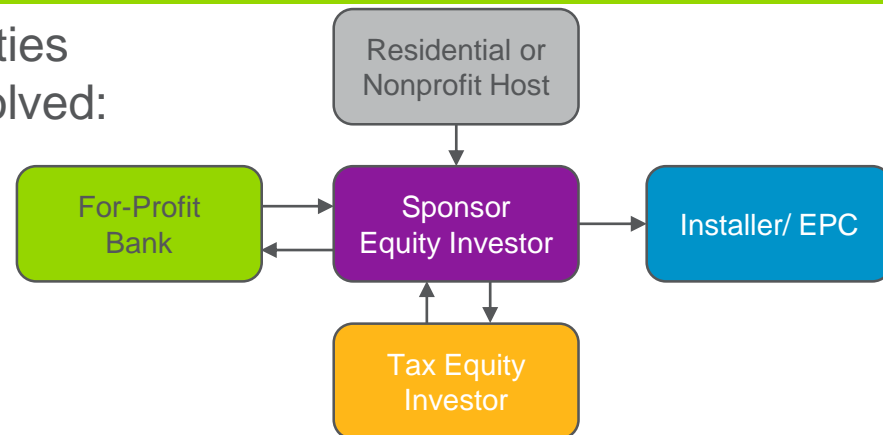 ties
olved:
Residential or
Nonprofit Host
For-Profit
Bank
Sponsor
Equity Investor
Installer/ EPC
Tax Equity
Investor